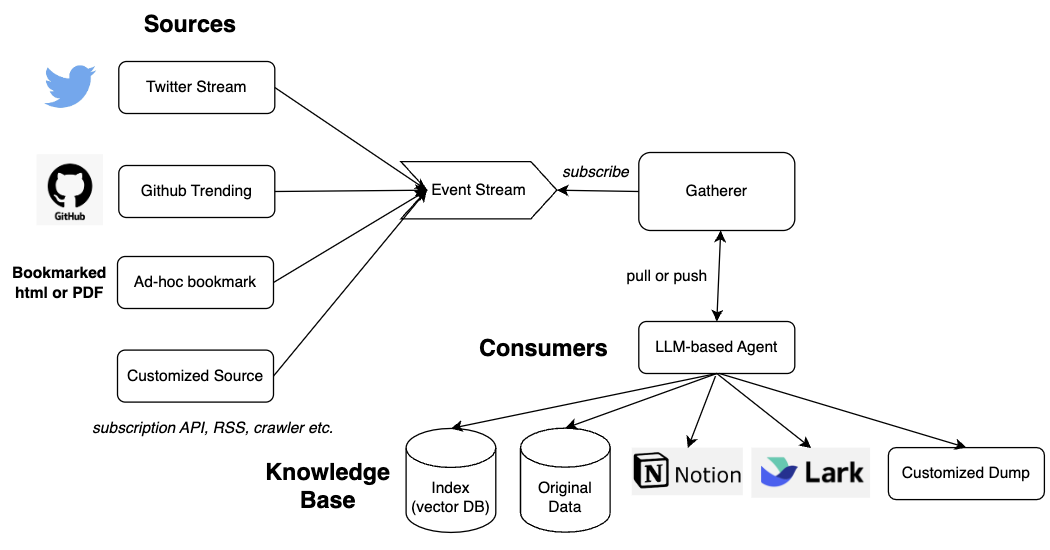 Sources
Twitter Stream
GitHub
Github Trending
Event Stream
subscribe
Gatherer
Bookmarked
html or PDF
Ad-hoc bookmark
pull or push
Customized Source
subscription API, RSS, crawler etc.
Consumers
LLM-based Agent
Knowledge
Base
Index
(vector DB)
Original
Data
N Notion
Lark
Customized Dump